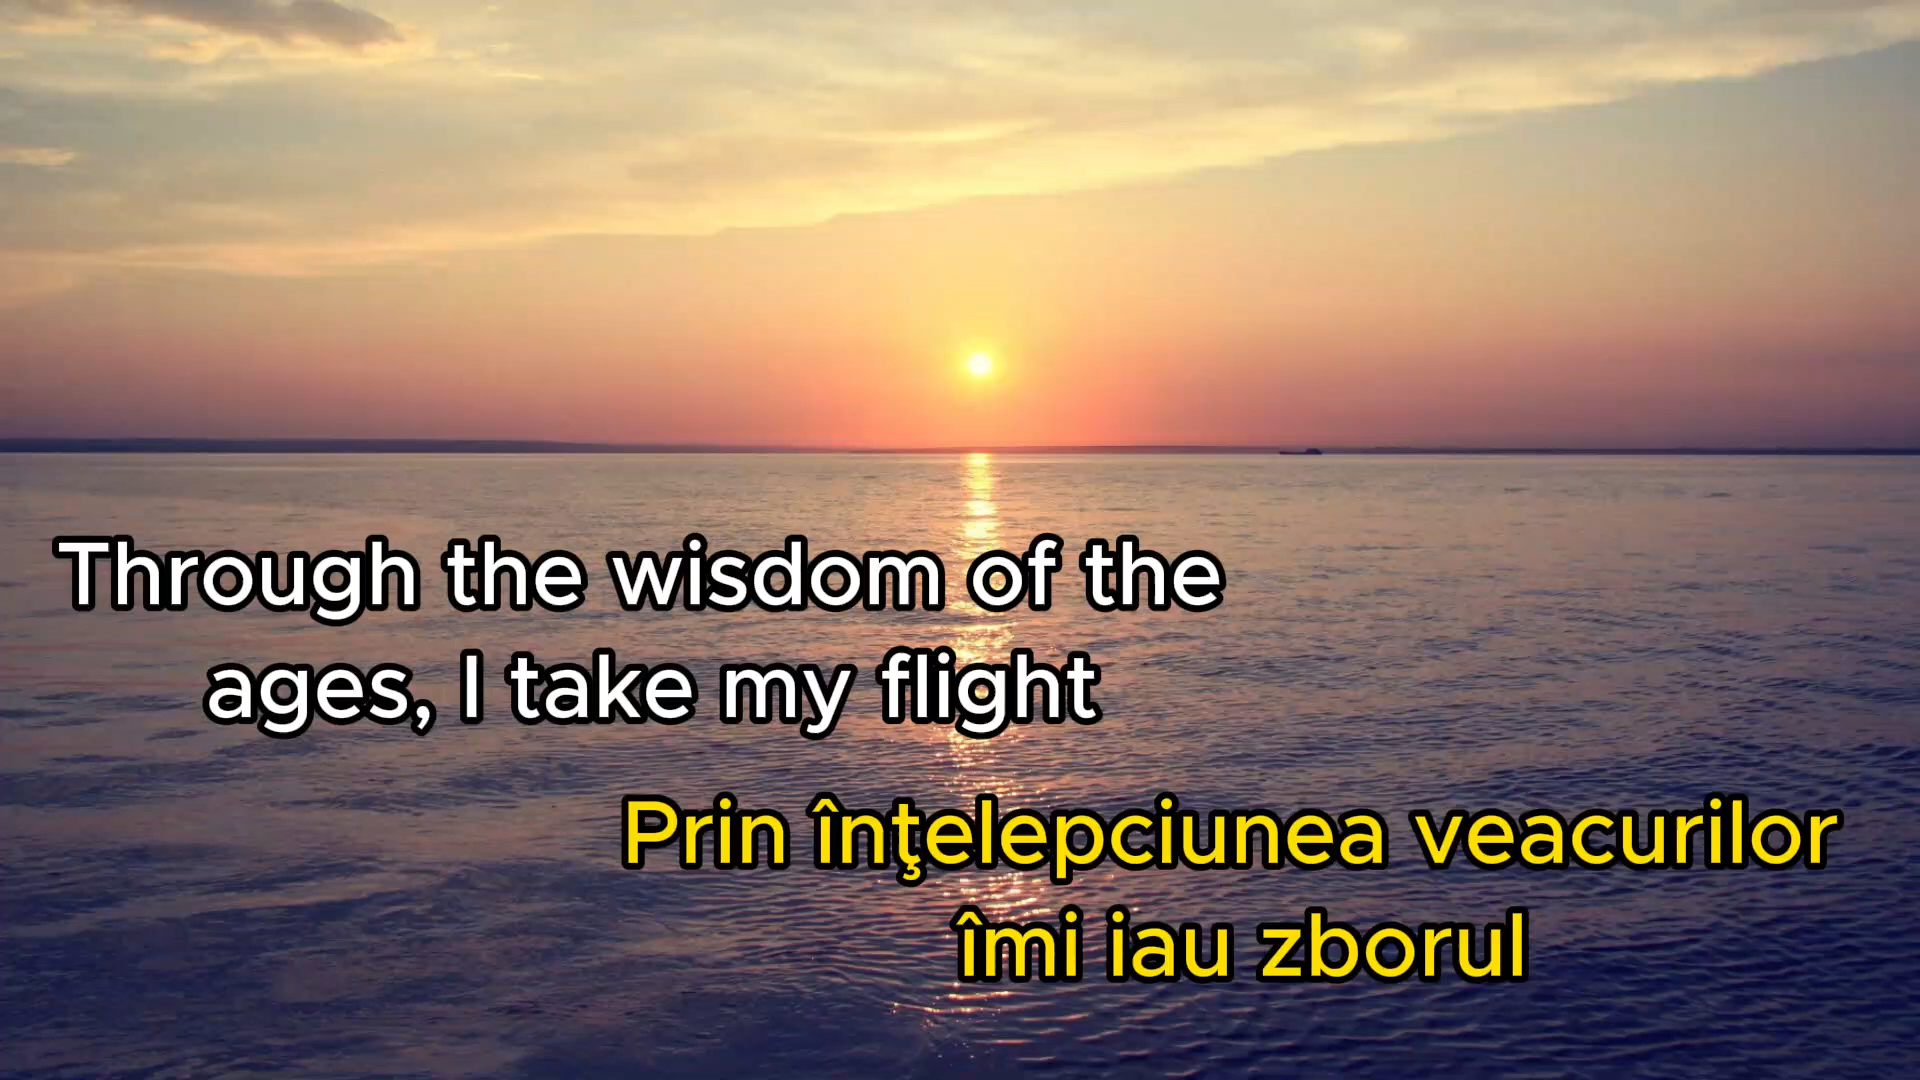 Through the wisdom of the
ages, I take my flight
Prin înţelepciunea veacurilor
îmi iau zborul